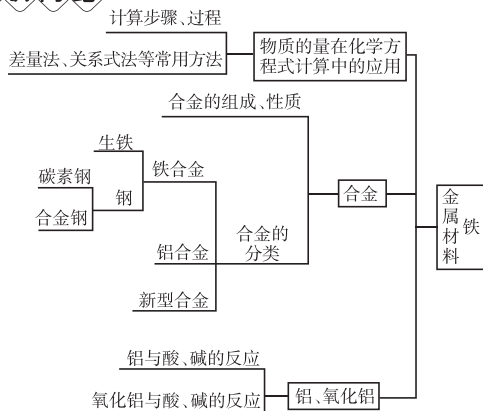 计算步骤、过程
差量法、关系式法等常用方法
物质的量在化学方
程式计算中的应用
合金的组成、性质
生铁
碳素钢
铁合金
钢
合金钢
合金
金属材料
铁
合金的
分类
铝合金
新型合金
铝与酸、碱的反应
氧化铝与酸、碱的反应
铝、氧化铝